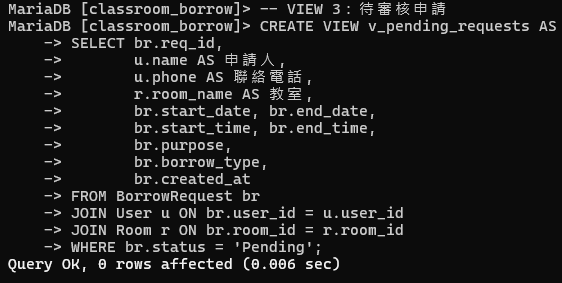 MariaDB [classroom_borrow]> -- VIEW 3：待審核申請
MariaDB [classroom_borrow]> CREATE VIEW v_pending_requests AS
    -> SELECT br.req_id,
    ->        u.name AS 申請人,
    ->        u.phone AS 聯絡電話,
    ->        r.room_name AS 教室,
    ->        br.start_date, br.end_date,
    ->        br.start_time, br.end_time,
    ->        br.purpose,
    ->        br.borrow_type,
    ->        br.created_at
    -> FROM BorrowRequest br
    -> JOIN User u ON br.user_id = u.user_id
    -> JOIN Room r ON br.room_id = r.room_id
    -> WHERE br.status = 'Pending';
Query OK, 0 rows affected (0.006 sec)